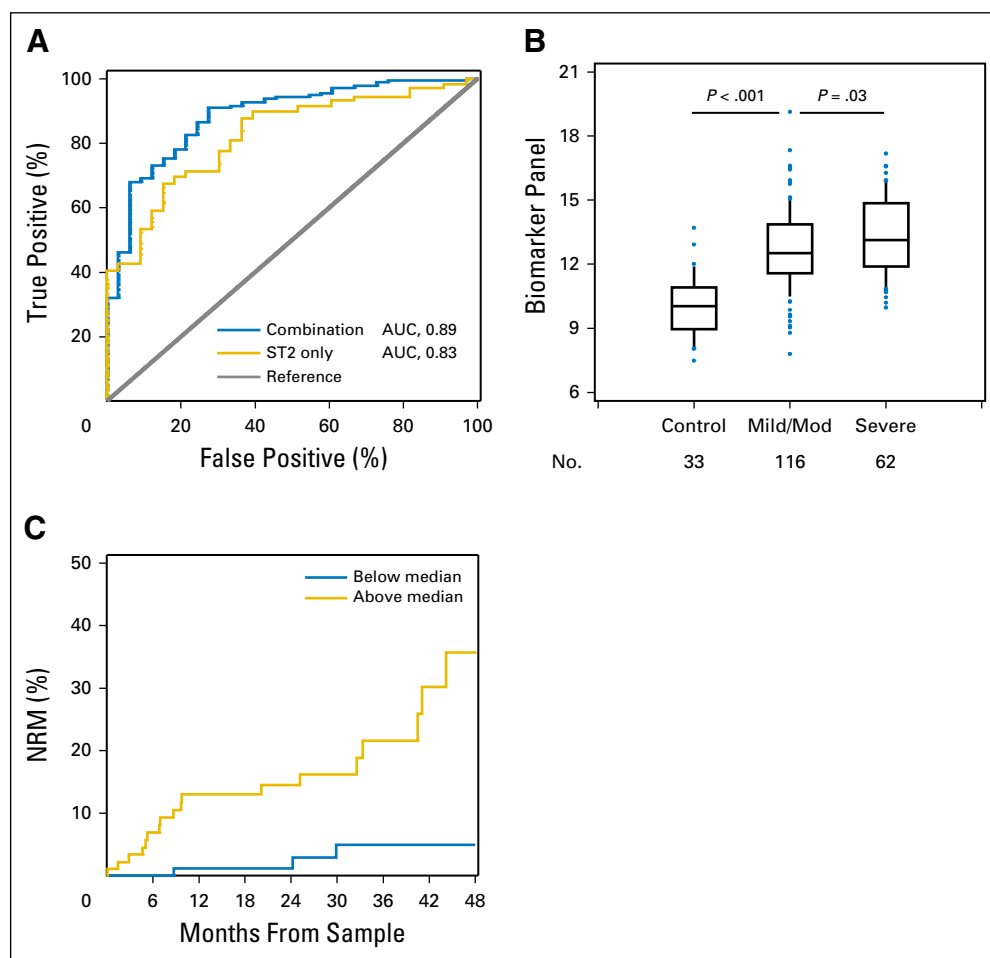 A
True Positive (%)
100
80
60
40
20
0
20
40
60
80
100
False Positive (%)
Combination AUC, 0.89
ST2 only AUC, 0.83
Reference
B
Biomarker Panel
21
18
15
12
9
6
P < .001
P = .03
Control Mild/Mod Severe
No. 33 116 62
C
NRM (%)
50
40
30
20
10
0
6
12
18
24
30
36
42
48
Months From Sample
Below median
Above median